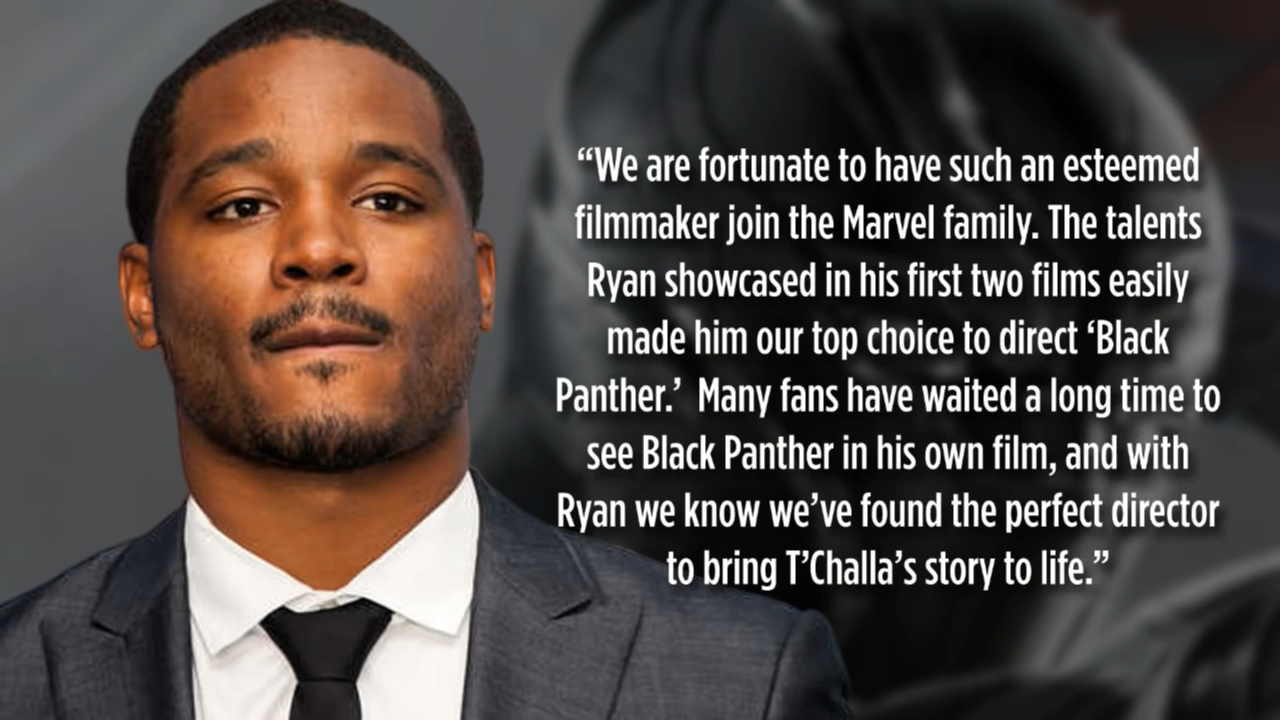 “We are fortunate to have such an esteemed
filmmaker join the Marvel family. The talents
Ryan showcased in his first two films easily
made him our top choice to direct ‘Black
Panther.’  Many fans have waited a long time to
see Black Panther in his own film, and with
Ryan we know we’ve found the perfect director
to bring T’Challa’s story to life.”